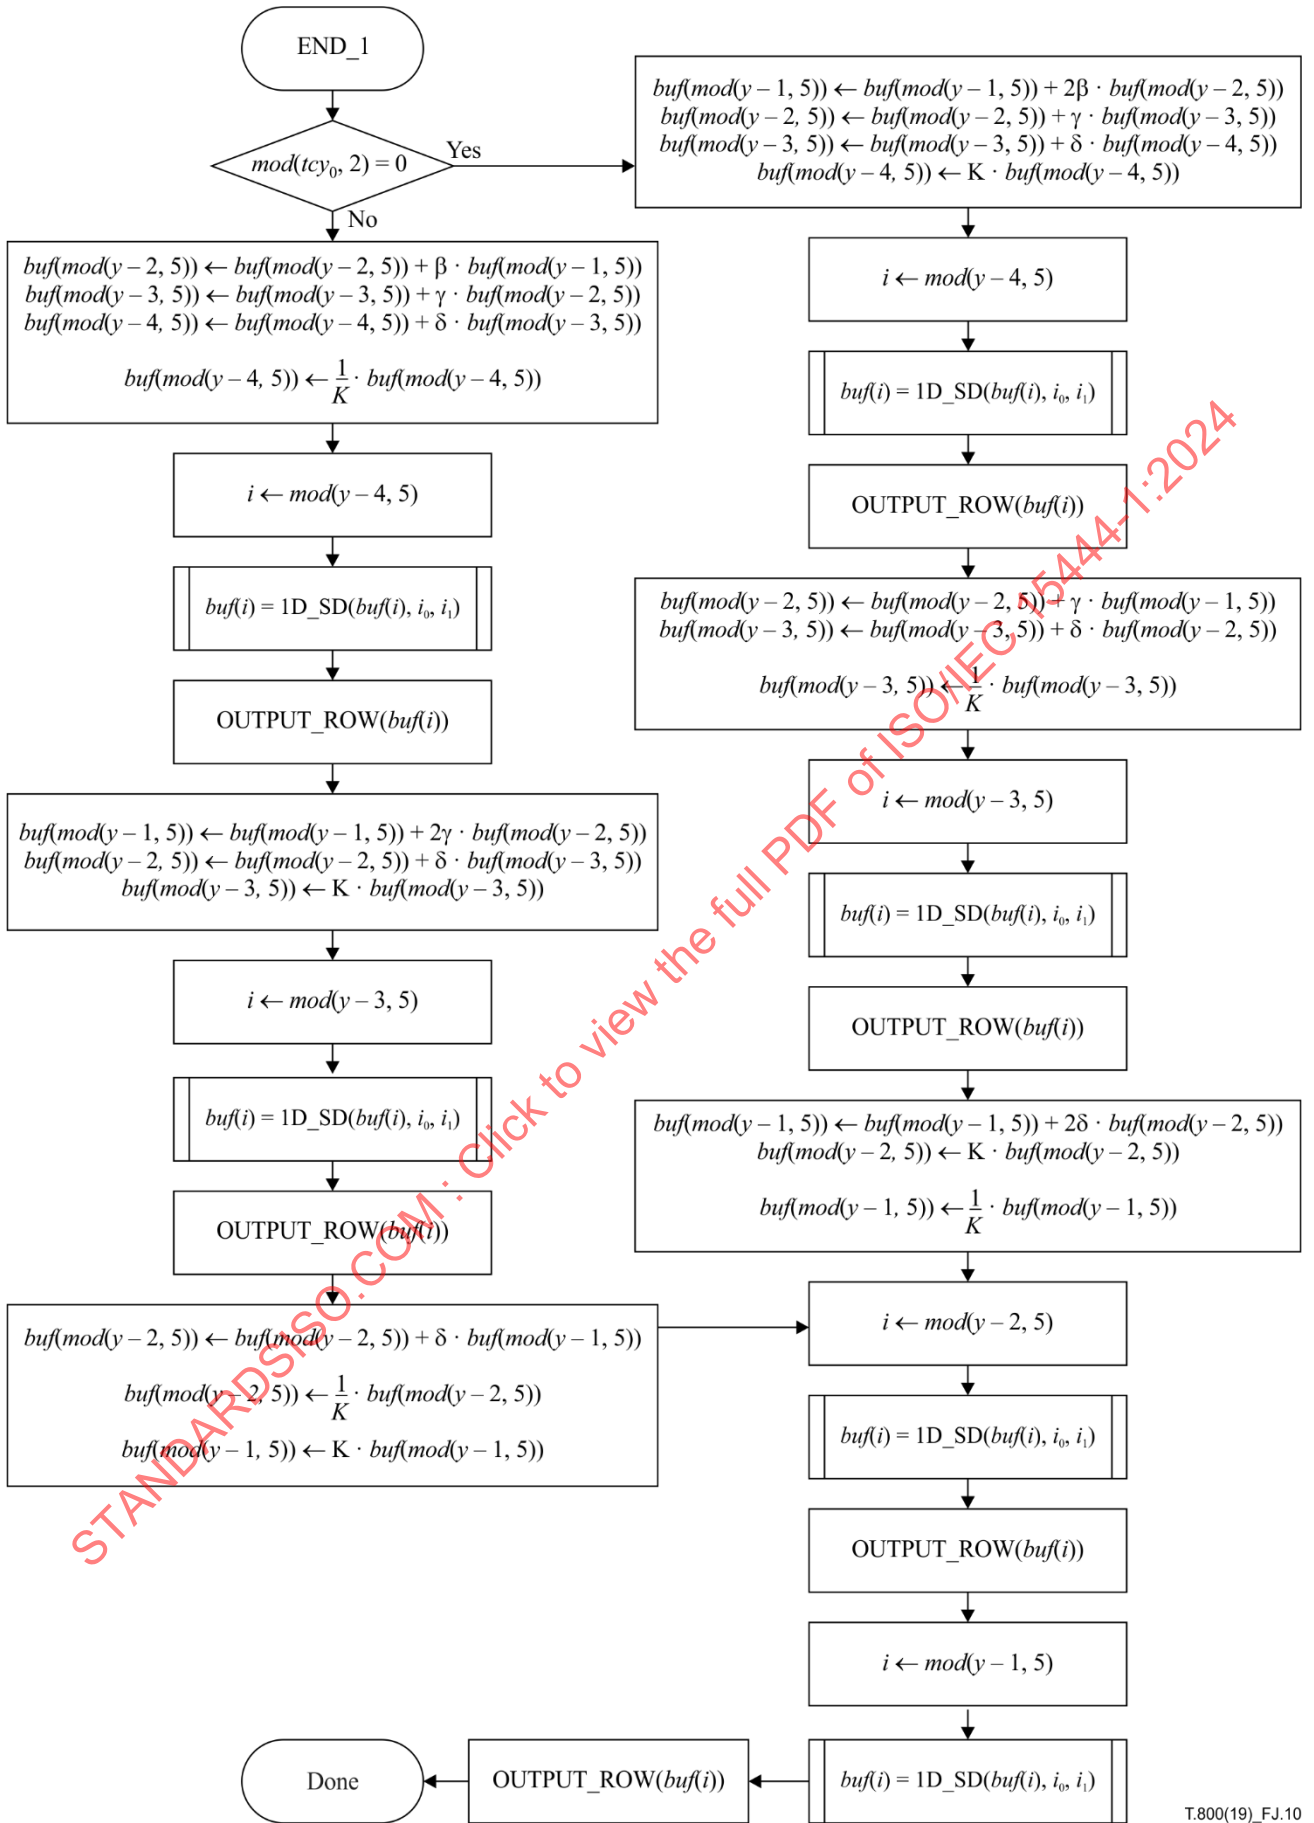 END_1
mod(tcy₀, 2) = 0
Yes
No
buf(mod(y – 2, 5)) ← buf(mod(y – 2, 5)) + β · buf(mod(y – 1, 5))
buf(mod(y – 3, 5)) ← buf(mod(y – 3, 5)) + γ · buf(mod(y – 2, 5))
buf(mod(y – 4, 5)) ← buf(mod(y – 4, 5)) + δ · buf(mod(y – 3, 5))
buf(mod(y – 4, 5)) ← 1/K · buf(mod(y – 4, 5))
i ← mod(y – 4, 5)
buf(i) = 1D_SD(buf(i), i₀, i₁)
OUTPUT_ROW(buf(i))
buf(mod(y – 1, 5)) ← buf(mod(y – 1, 5)) + 2γ · buf(mod(y – 2, 5))
buf(mod(y – 2, 5)) ← buf(mod(y – 2, 5)) + δ · buf(mod(y – 3, 5))
buf(mod(y – 3, 5)) ← K · buf(mod(y – 3, 5))
i ← mod(y – 3, 5)
buf(i) = 1D_SD(buf(i), i₀, i₁)
OUTPUT_ROW(buf(i))
buf(mod(y – 2, 5)) ← buf(mod(y – 2, 5)) + δ · buf(mod(y – 1, 5))
buf(mod(y – 2, 5)) ← 1/K · buf(mod(y – 2, 5))
buf(mod(y – 1, 5)) ← K · buf(mod(y – 1, 5))
buf(mod(y – 1, 5)) ← buf(mod(y – 1, 5)) + 2β · buf(mod(y – 2, 5))
buf(mod(y – 2, 5)) ← buf(mod(y – 2, 5)) + γ · buf(mod(y – 3, 5))
buf(mod(y – 3, 5)) ← buf(mod(y – 3, 5)) + δ · buf(mod(y – 4, 5))
buf(mod(y – 4, 5)) ← K · buf(mod(y – 4, 5))
i ← mod(y – 4, 5)
buf(i) = 1D_SD(buf(i), i₀, i₁)
OUTPUT_ROW(buf(i))
buf(mod(y – 2, 5)) ← buf(mod(y – 2, 5)) + γ · buf(mod(y – 1, 5))
buf(mod(y – 3, 5)) ← buf(mod(y – 3, 5)) + δ · buf(mod(y – 2, 5))
buf(mod(y – 3, 5)) ← 1/K · buf(mod(y – 3, 5))
i ← mod(y – 3, 5)
buf(i) = 1D_SD(buf(i), i₀, i₁)
OUTPUT_ROW(buf(i))
buf(mod(y – 1, 5)) ← buf(mod(y – 1, 5)) + 2δ · buf(mod(y – 2, 5))
buf(mod(y – 2, 5)) ← K · buf(mod(y – 2, 5))
buf(mod(y – 1, 5)) ← 1/K · buf(mod(y – 1, 5))
i ← mod(y – 2, 5)
buf(i) = 1D_SD(buf(i), i₀, i₁)
OUTPUT_ROW(buf(i))
i ← mod(y – 1, 5)
buf(i) = 1D_SD(buf(i), i₀, i₁)
OUTPUT_ROW(buf(i))
Done
T.800(19)_FJ.10
STANDARDSISO.COM : Click to view the full PDF of ISO/IEC 15444-1:2024